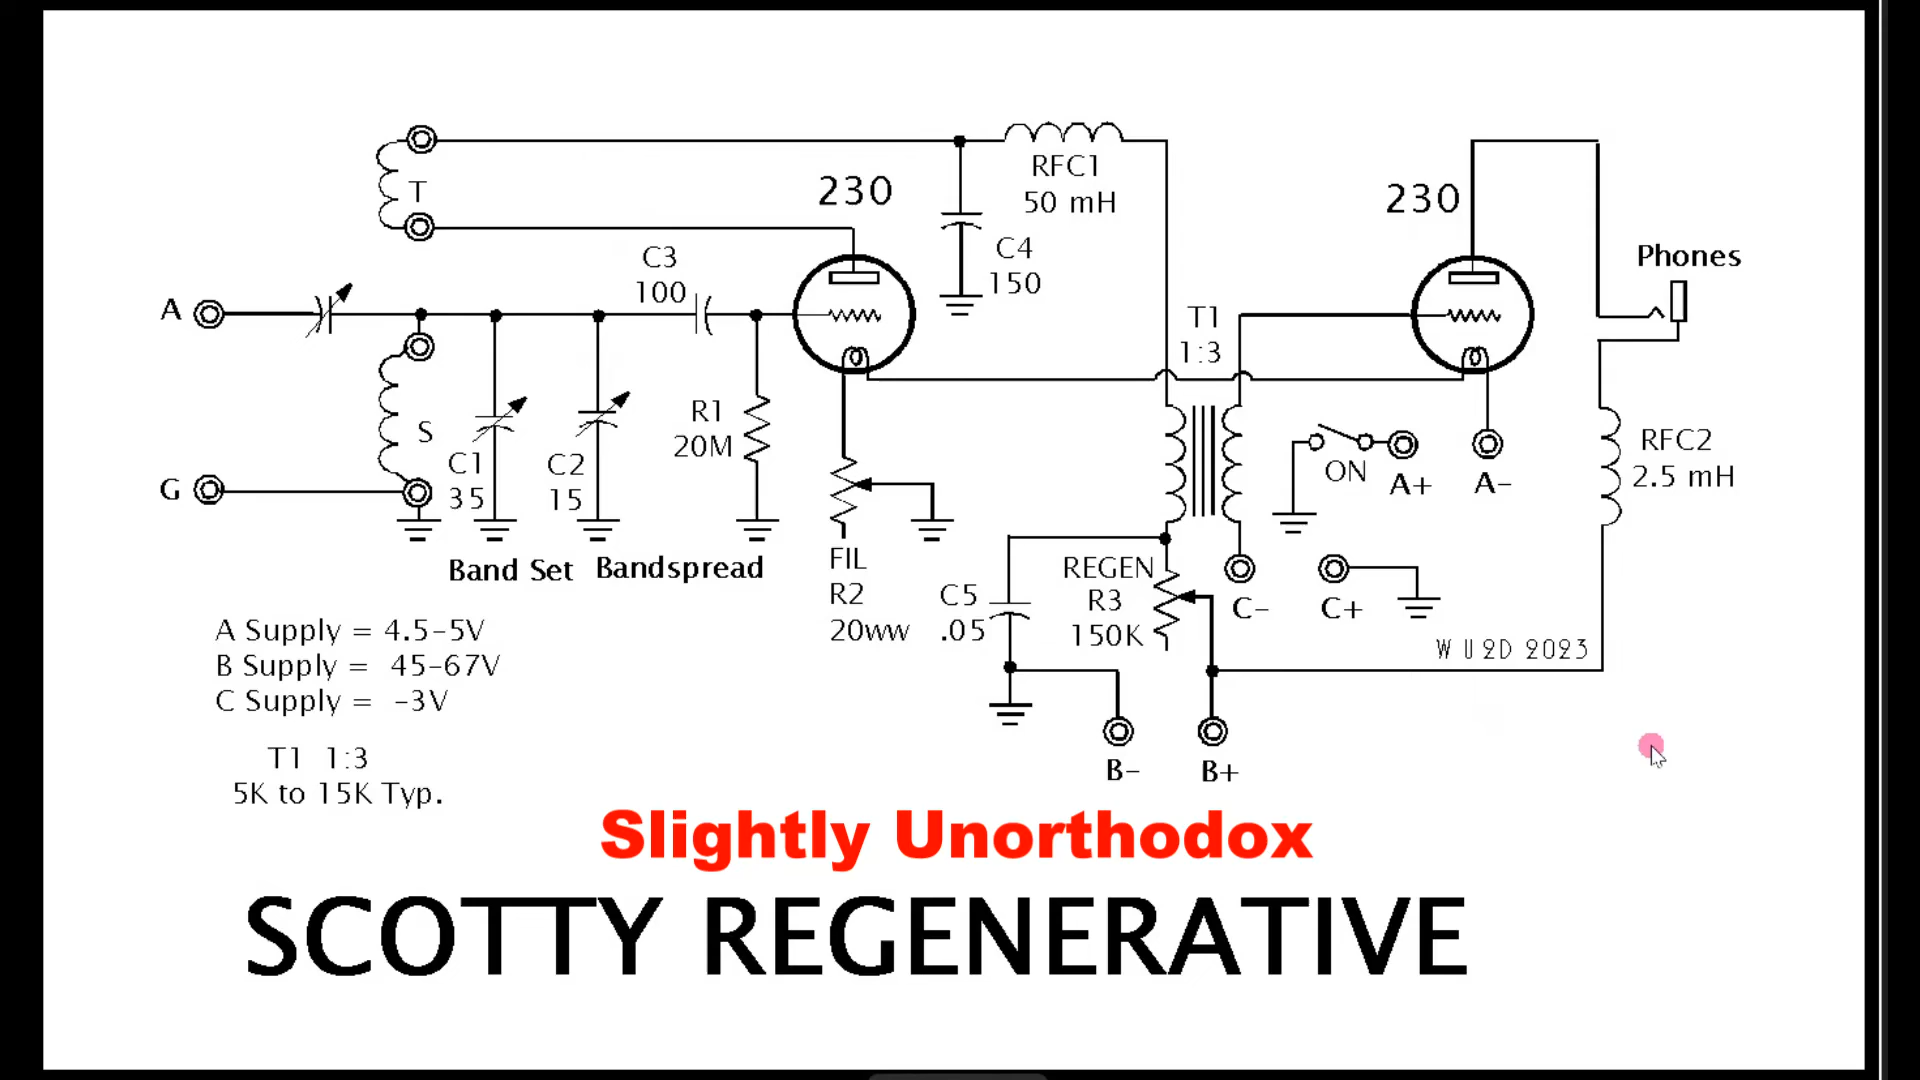 T
230
RFC1
50 mH
230
C4
150
Phones
C3
100
A
T1
1:3
S
R1
20M
C1
35
C2
15
G
ON
A+
A-
RFC2
2.5 mH
Band Set
Bandspread
FIL
R2
20ww
C5
.05
REGEN
R3
150K
C-
C+
WU2D 2023
A Supply = 4.5-5V
B Supply = 45-67V
C Supply = -3V
B-
B+
T1 1:3
5K to 15K Typ.
Slightly Unorthodox
SCOTTY REGENERATIVE